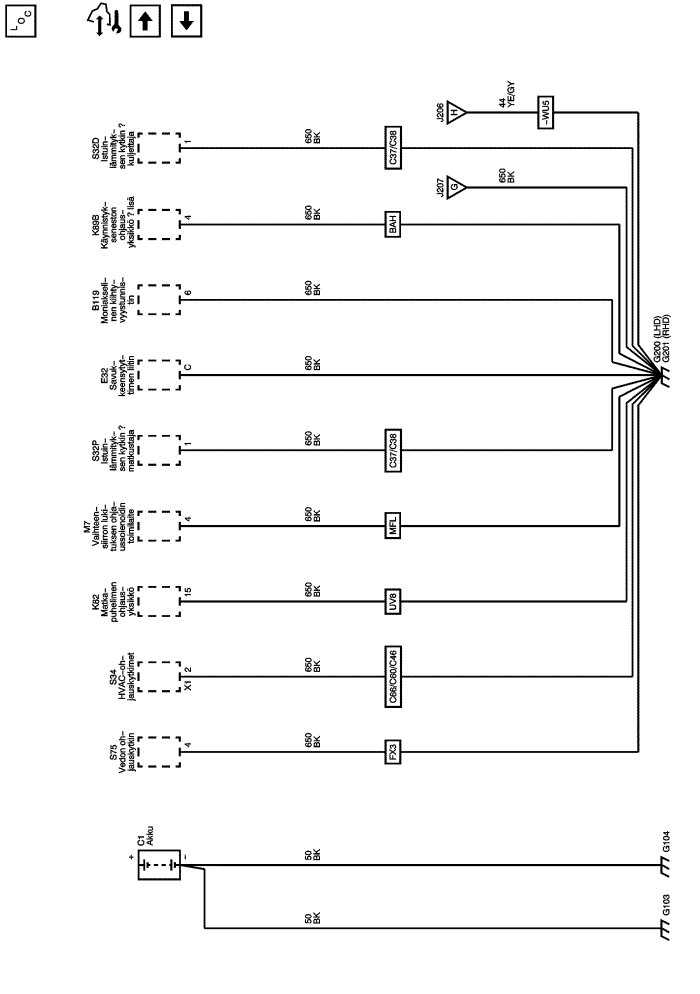 LOC
S32D
Istuin-
lämmityk-
sen kytkin ?
kuljettaja
1
650
BK
C37/C38
J206
H
44
YE/GY
-WU5
J207
G
650
BK
K89B
Käynnistyk-
seneston
ohjaus-
yksikkö ? lisä
4
650
BK
BAH
B119
Moniakseli-
nen kiihty-
vyystunnis-
tin
6
650
BK
E32
Savuk-
keensytyt-
timen liitin
C
650
BK
G200 (LHD)
G201 (RHD)
S32P
Istuin-
lämmityk-
sen kytkin ?
matkustaja
1
650
BK
C37/C38
M7
Vaihteen-
siirron luki-
tuksen ohja-
ussolenoidin
toimilaite
4
650
BK
MFL
K82
Matka-
puhelimen
ohjaus-
yksikkö
15
650
BK
UV8
S34
HVAC-oh-
jauskytkimet
2
X1
650
BK
C66/C60/C46
S75
Vedon oh-
jauskytkin
4
650
BK
FX3
C1
Akku
+
-
50
BK
G104
50
BK
G103